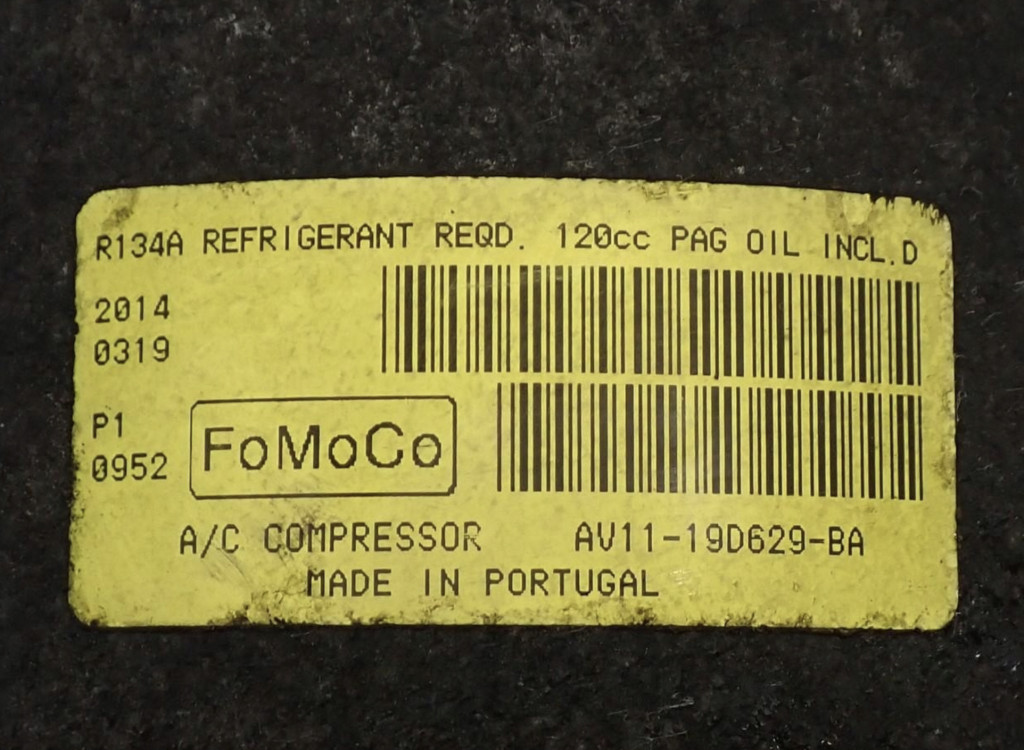 R134A REFRIGERANT REQD. 120cc PAG OIL INCL.D
2014
0319
P1
0952
FoMoCo
A/C COMPRESSOR AV11-19D629-BA
MADE IN PORTUGAL